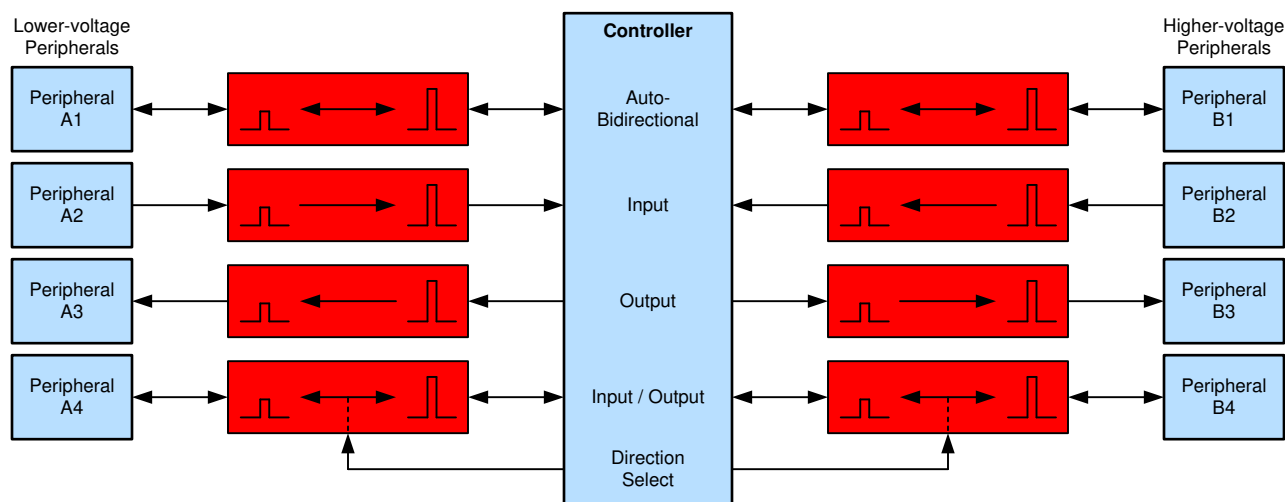 Lower-voltage
Peripherals
Controller
Higher-voltage
Peripherals
Peripheral
A1
Auto-
Bidirectional
Peripheral
B1
Peripheral
A2
Input
Peripheral
B2
Peripheral
A3
Output
Peripheral
B3
Peripheral
A4
Input / Output
Peripheral
B4
Direction
Select